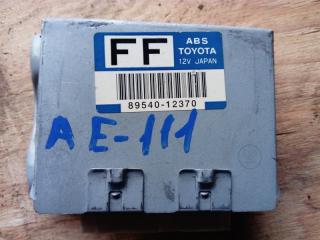 FF
ABS
TOYOTA
12V JAPAN
89540-12370
AE-111